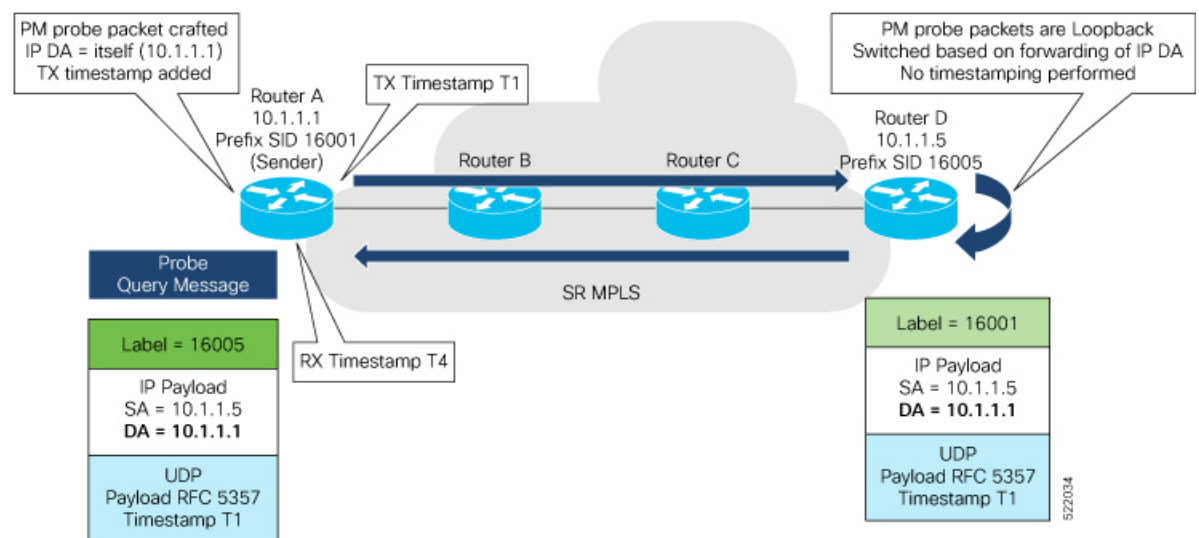 PM probe packet crafted
IP DA = itself (10.1.1.1)
TX timestamp added
TX Timestamp T1
PM probe packets are Loopback
Switched based on forwarding of IP DA
No timestamping performed
Router A
10.1.1.1
Prefix SID 16001
(Sender)
Router B
Router C
Router D
10.1.1.5
Prefix SID 16005
Probe
Query Message
SR MPLS
RX Timestamp T4
Label = 16005
IP Payload
SA = 10.1.1.5
DA = 10.1.1.1
UDP
Payload RFC 5357
Timestamp T1
Label = 16001
IP Payload
SA = 10.1.1.5
DA = 10.1.1.1
UDP
Payload RFC 5357
Timestamp T1
522034